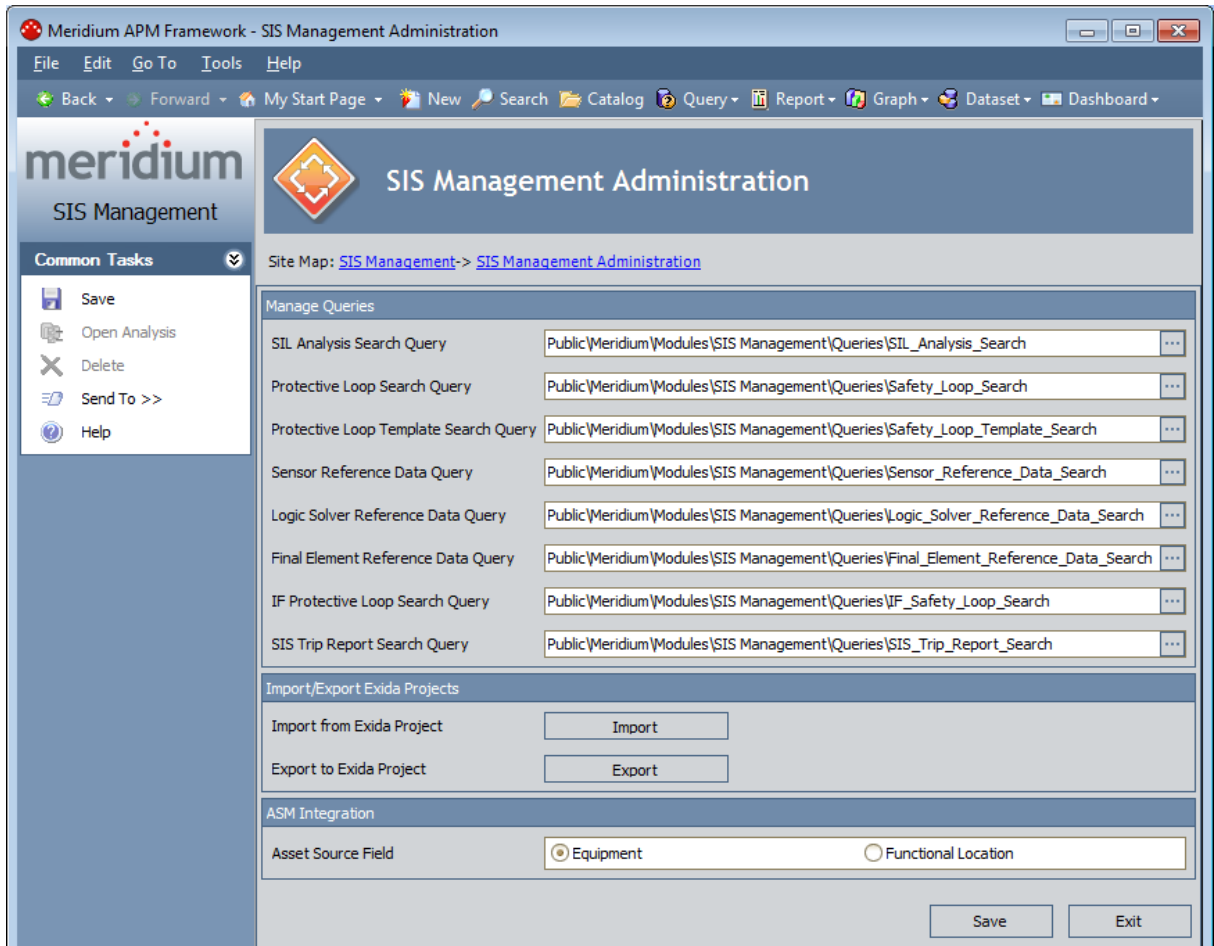 Meridium APM Framework - SIS Management Administration
File Edit Go To Tools Help
Back Forward My Start Page New Search Catalog Query Report Graph Dataset Dashboard
meridium
SIS Management
SIS Management Administration
Common Tasks
Save
Open Analysis
Delete
Send To >>
Help
Site Map: SIS Management-> SIS Management Administration
Manage Queries
SIL Analysis Search Query Public\Meridium\Modules\SIS Management\Queries\SIL_Analysis_Search ...
Protective Loop Search Query Public\Meridium\Modules\SIS Management\Queries\Safety_Loop_Search ...
Protective Loop Template Search Query Public\Meridium\Modules\SIS Management\Queries\Safety_Loop_Template_Search ...
Sensor Reference Data Query Public\Meridium\Modules\SIS Management\Queries\Sensor_Reference_Data_Search ...
Logic Solver Reference Data Query Public\Meridium\Modules\SIS Management\Queries\Logic_Solver_Reference_Data_Search ...
Final Element Reference Data Query Public\Meridium\Modules\SIS Management\Queries\Final_Element_Reference_Data_Search ...
IF Protective Loop Search Query Public\Meridium\Modules\SIS Management\Queries\IF_Safety_Loop_Search ...
SIS Trip Report Search Query Public\Meridium\Modules\SIS Management\Queries\SIS_Trip_Report_Search ...
Import/Export Exida Projects
Import from Exida Project Import
Export to Exida Project Export
ASM Integration
Asset Source Field Equipment Functional Location
Save Exit